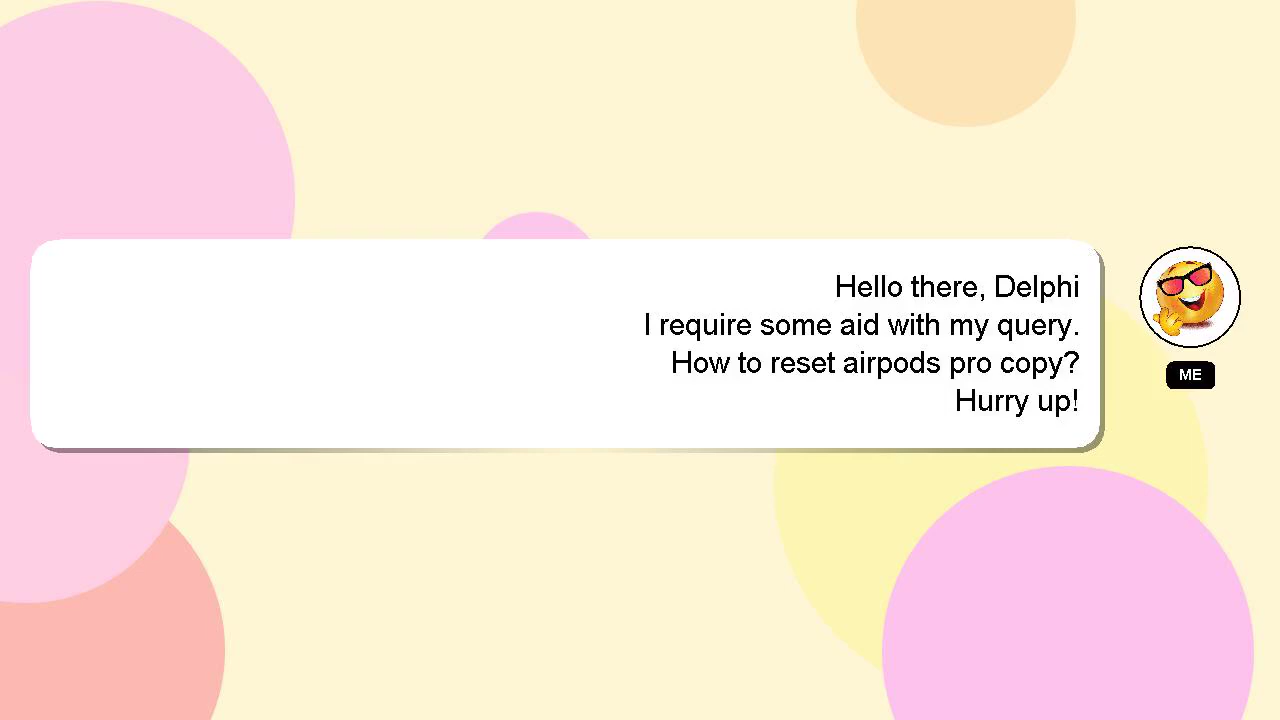 Hello there, Delphi
I require some aid with my query.
How to reset airpods pro copy?
Hurry up!
ME